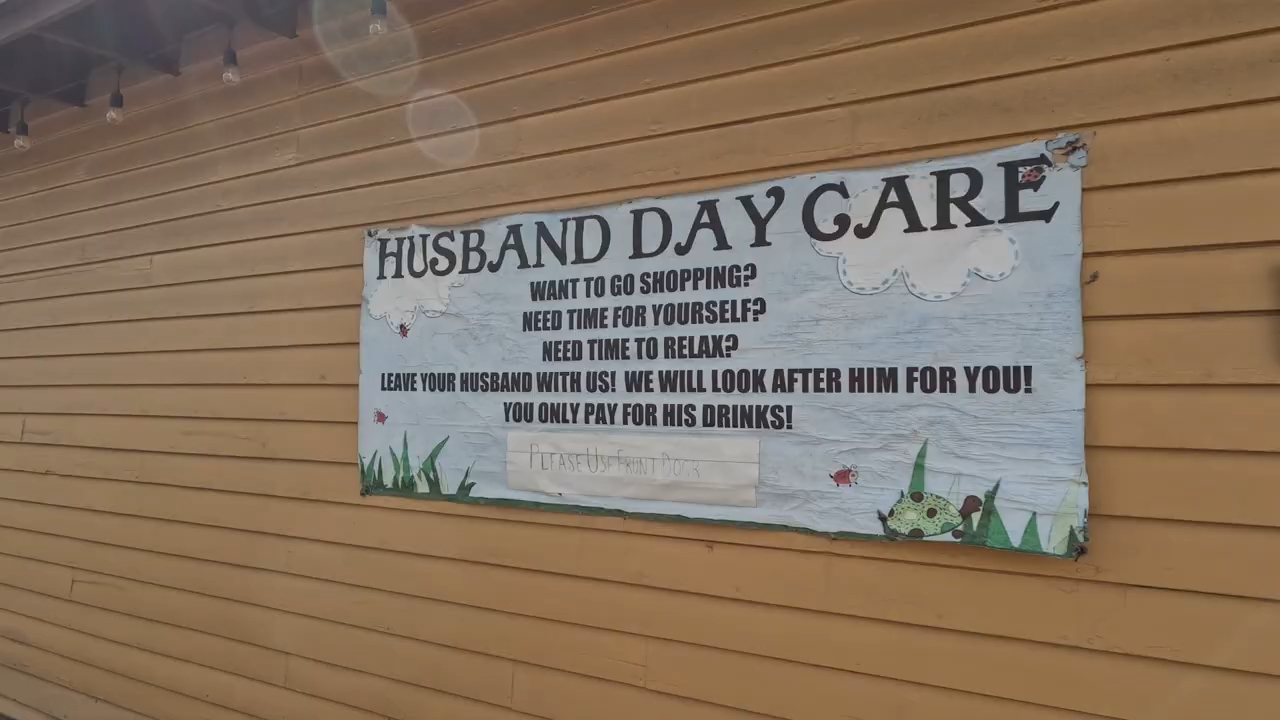 HUSBAND DAY CARE
WANT TO GO SHOPPING?
NEED TIME FOR YOURSELF?
NEED TIME TO RELAX?
LEAVE YOUR HUSBAND WITH US! WE WILL LOOK AFTER HIM FOR YOU!
YOU ONLY PAY FOR HIS DRINKS!
PLEASE USE FRUNT DOOR